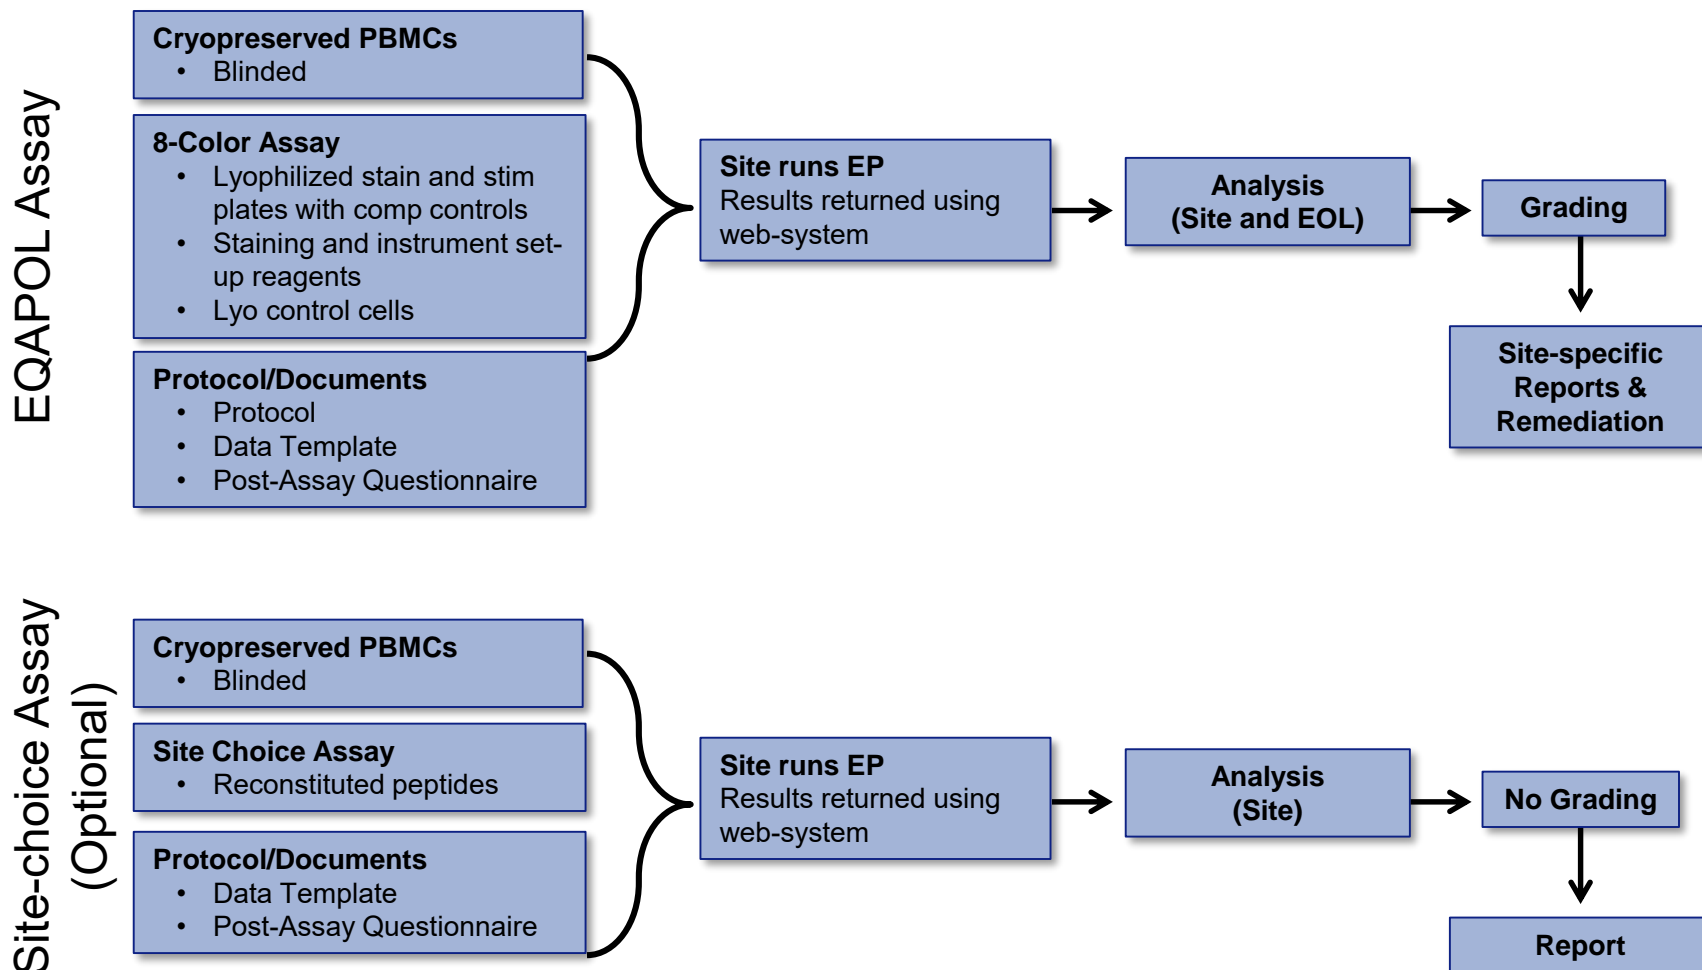 EQAPOL Assay
Cryopreserved PBMCs
• Blinded
8-Color Assay
• Lyophilized stain and stim
plates with comp controls
• Staining and instrument set-
up reagents
• Lyo control cells
Protocol/Documents
• Protocol
• Data Template
• Post-Assay Questionnaire
Site runs EP
Results returned using
web-system
Analysis
(Site and EOL)
Grading
Site-specific
Reports &
Remediation
Site-choice Assay
(Optional)
Cryopreserved PBMCs
• Blinded
Site Choice Assay
• Reconstituted peptides
Protocol/Documents
• Data Template
• Post-Assay Questionnaire
Site runs EP
Results returned using
web-system
Analysis
(Site)
No Grading
Report